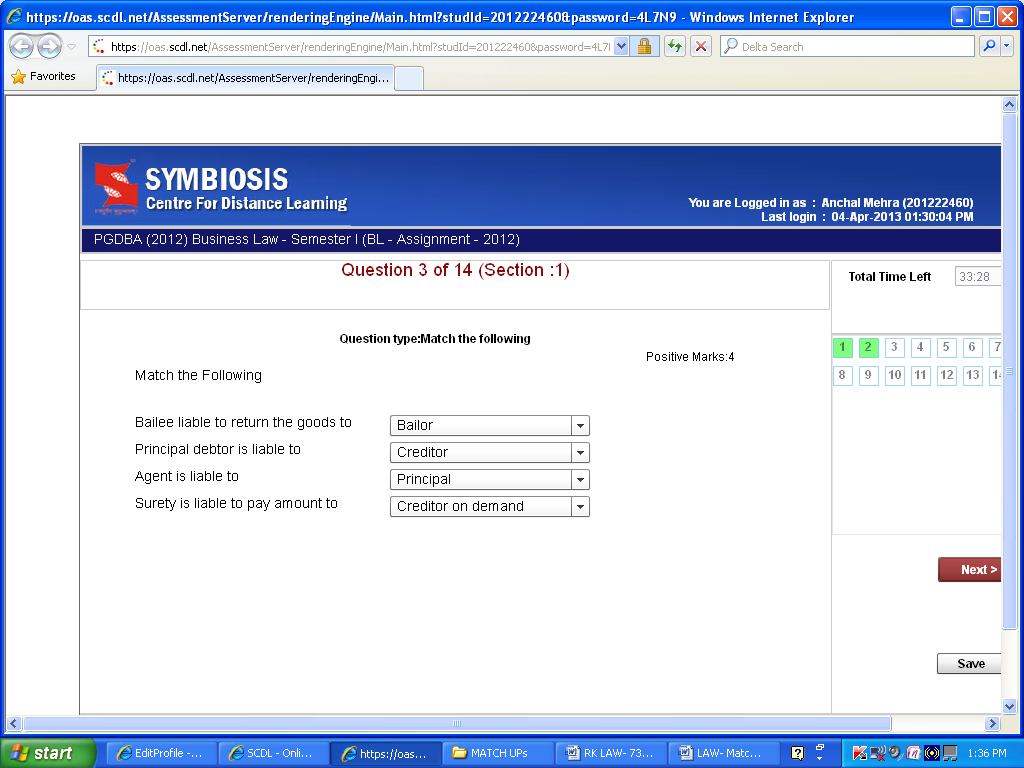 https://oas.scdl.net/AssessmentServer/renderingEngine/Main.html?studId=201222460&password=4L7N9 - Windows Internet Explorer
https://oas.scdl.net/AssessmentServer/renderingEngine/Main.html?studId=201222460&password=4L7I
Delta Search
Favorites
https://oas.scdl.net/AssessmentServer/renderingEngi...
SYMBIOSIS
Centre For Distance Learning
You are Logged in as : Anchal Mehra (201222460)
Last login : 04-Apr-2013 01:30:04 PM
PGDBA (2012) Business Law - Semester I (BL - Assignment - 2012)
Question 3 of 14 (Section :1)
Total Time Left 33:28
Question type:Match the following
Positive Marks:4
1 2 3 4 5 6 7
8 9 10 11 12 13 14
Match the Following
Bailee liable to return the goods to Bailor
Principal debtor is liable to Creditor
Agent is liable to Principal
Surety is liable to pay amount to Creditor on demand
Next >
Save
start
EditProfile -...
SCDL - Onli...
https://oas...
MATCH UPs
RK LAW- 73...
LAW- Matc...
1:36 PM